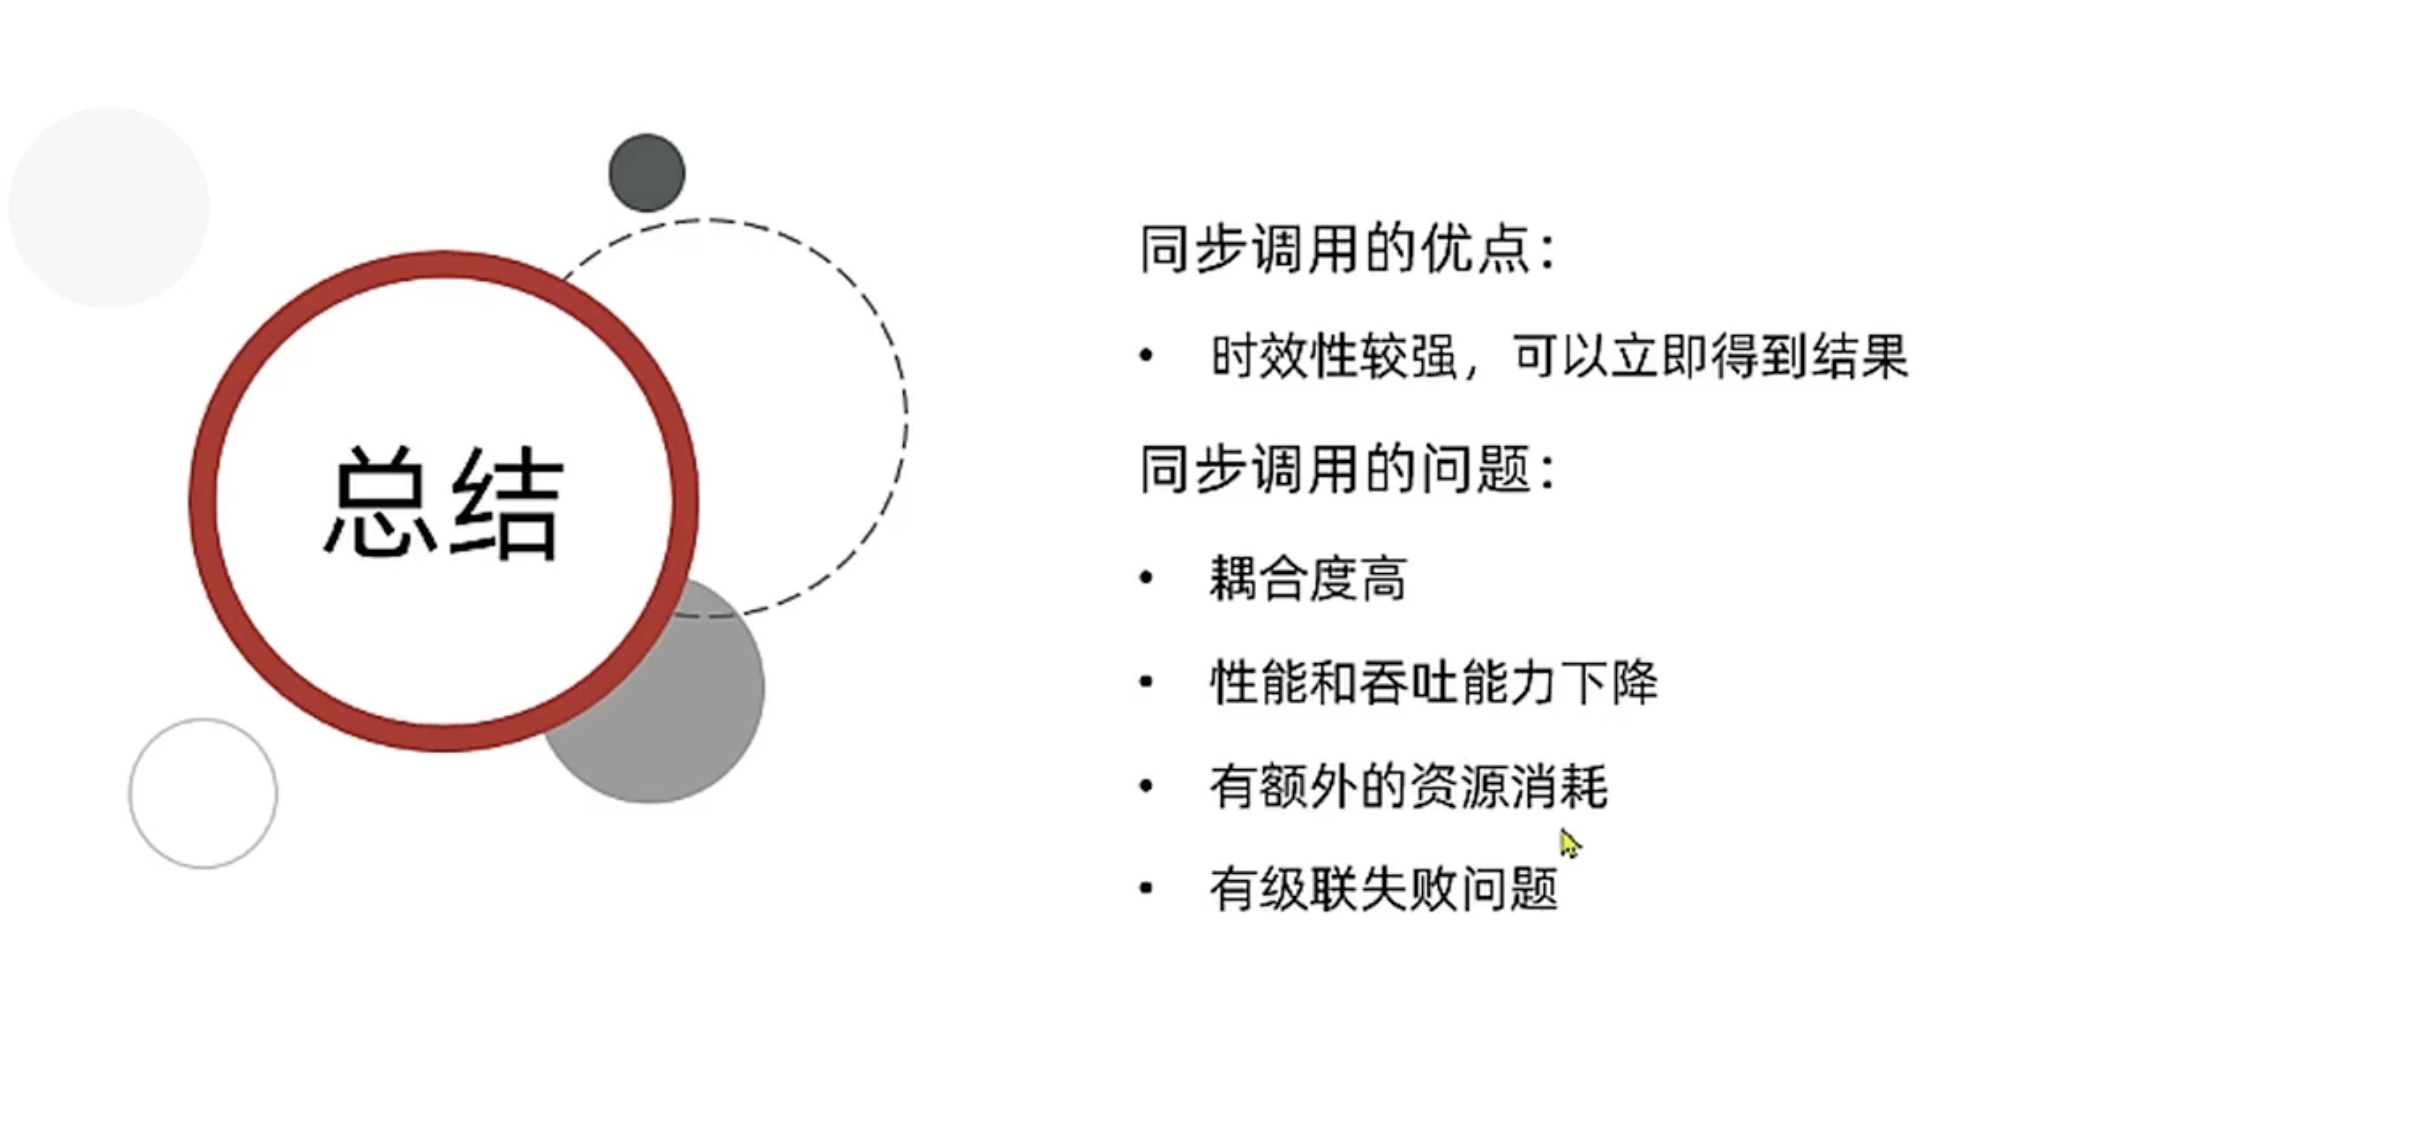 总结
同步调用的优点：
• 时效性较强，可以立即得到结果
同步调用的问题：
• 耦合度高
• 性能和吞吐能力下降
• 有额外的资源消耗
• 有级联失败问题